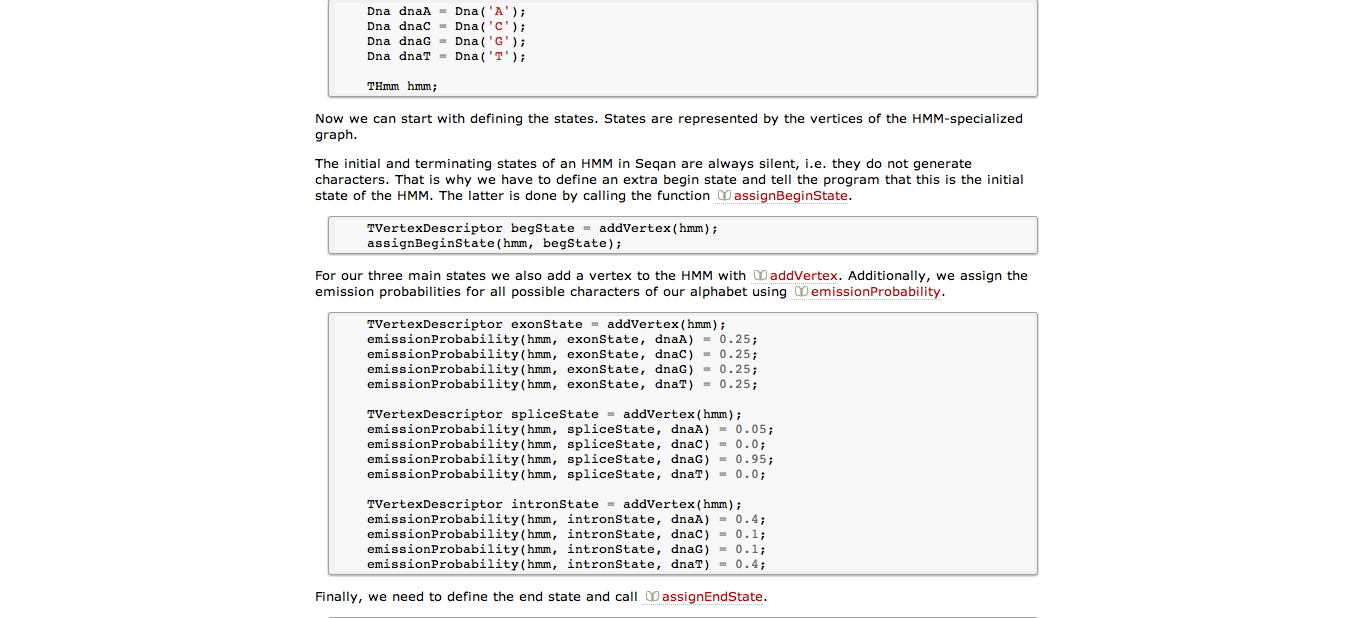 Dna dnaA = Dna('A');
Dna dnaC = Dna('C');
Dna dnaG = Dna('G');
Dna dnaT = Dna('T');
THmm hmm;
Now we can start with defining the states. States are represented by the vertices of the HMM-specialized
graph.
The initial and terminating states of an HMM in Seqan are always silent, i.e. they do not generate
characters. That is why we have to define an extra begin state and tell the program that this is the initial
state of the HMM. The latter is done by calling the function assignBeginState.
TVertexDescriptor begState = addVertex(hmm);
assignBeginState(hmm, begState);
For our three main states we also add a vertex to the HMM with addVertex. Additionally, we assign the
emission probabilities for all possible characters of our alphabet using emissionProbability.
TVertexDescriptor exonState = addVertex(hmm);
emissionProbability(hmm, exonState, dnaA) = 0.25;
emissionProbability(hmm, exonState, dnaC) = 0.25;
emissionProbability(hmm, exonState, dnaG) = 0.25;
emissionProbability(hmm, exonState, dnaT) = 0.25;
TVertexDescriptor spliceState = addVertex(hmm);
emissionProbability(hmm, spliceState, dnaA) = 0.05;
emissionProbability(hmm, spliceState, dnaC) = 0.0;
emissionProbability(hmm, spliceState, dnaG) = 0.95;
emissionProbability(hmm, spliceState, dnaT) = 0.0;
TVertexDescriptor intronState = addVertex(hmm);
emissionProbability(hmm, intronState, dnaA) = 0.4;
emissionProbability(hmm, intronState, dnaC) = 0.1;
emissionProbability(hmm, intronState, dnaG) = 0.1;
emissionProbability(hmm, intronState, dnaT) = 0.4;
Finally, we need to define the end state and call assignEndState.